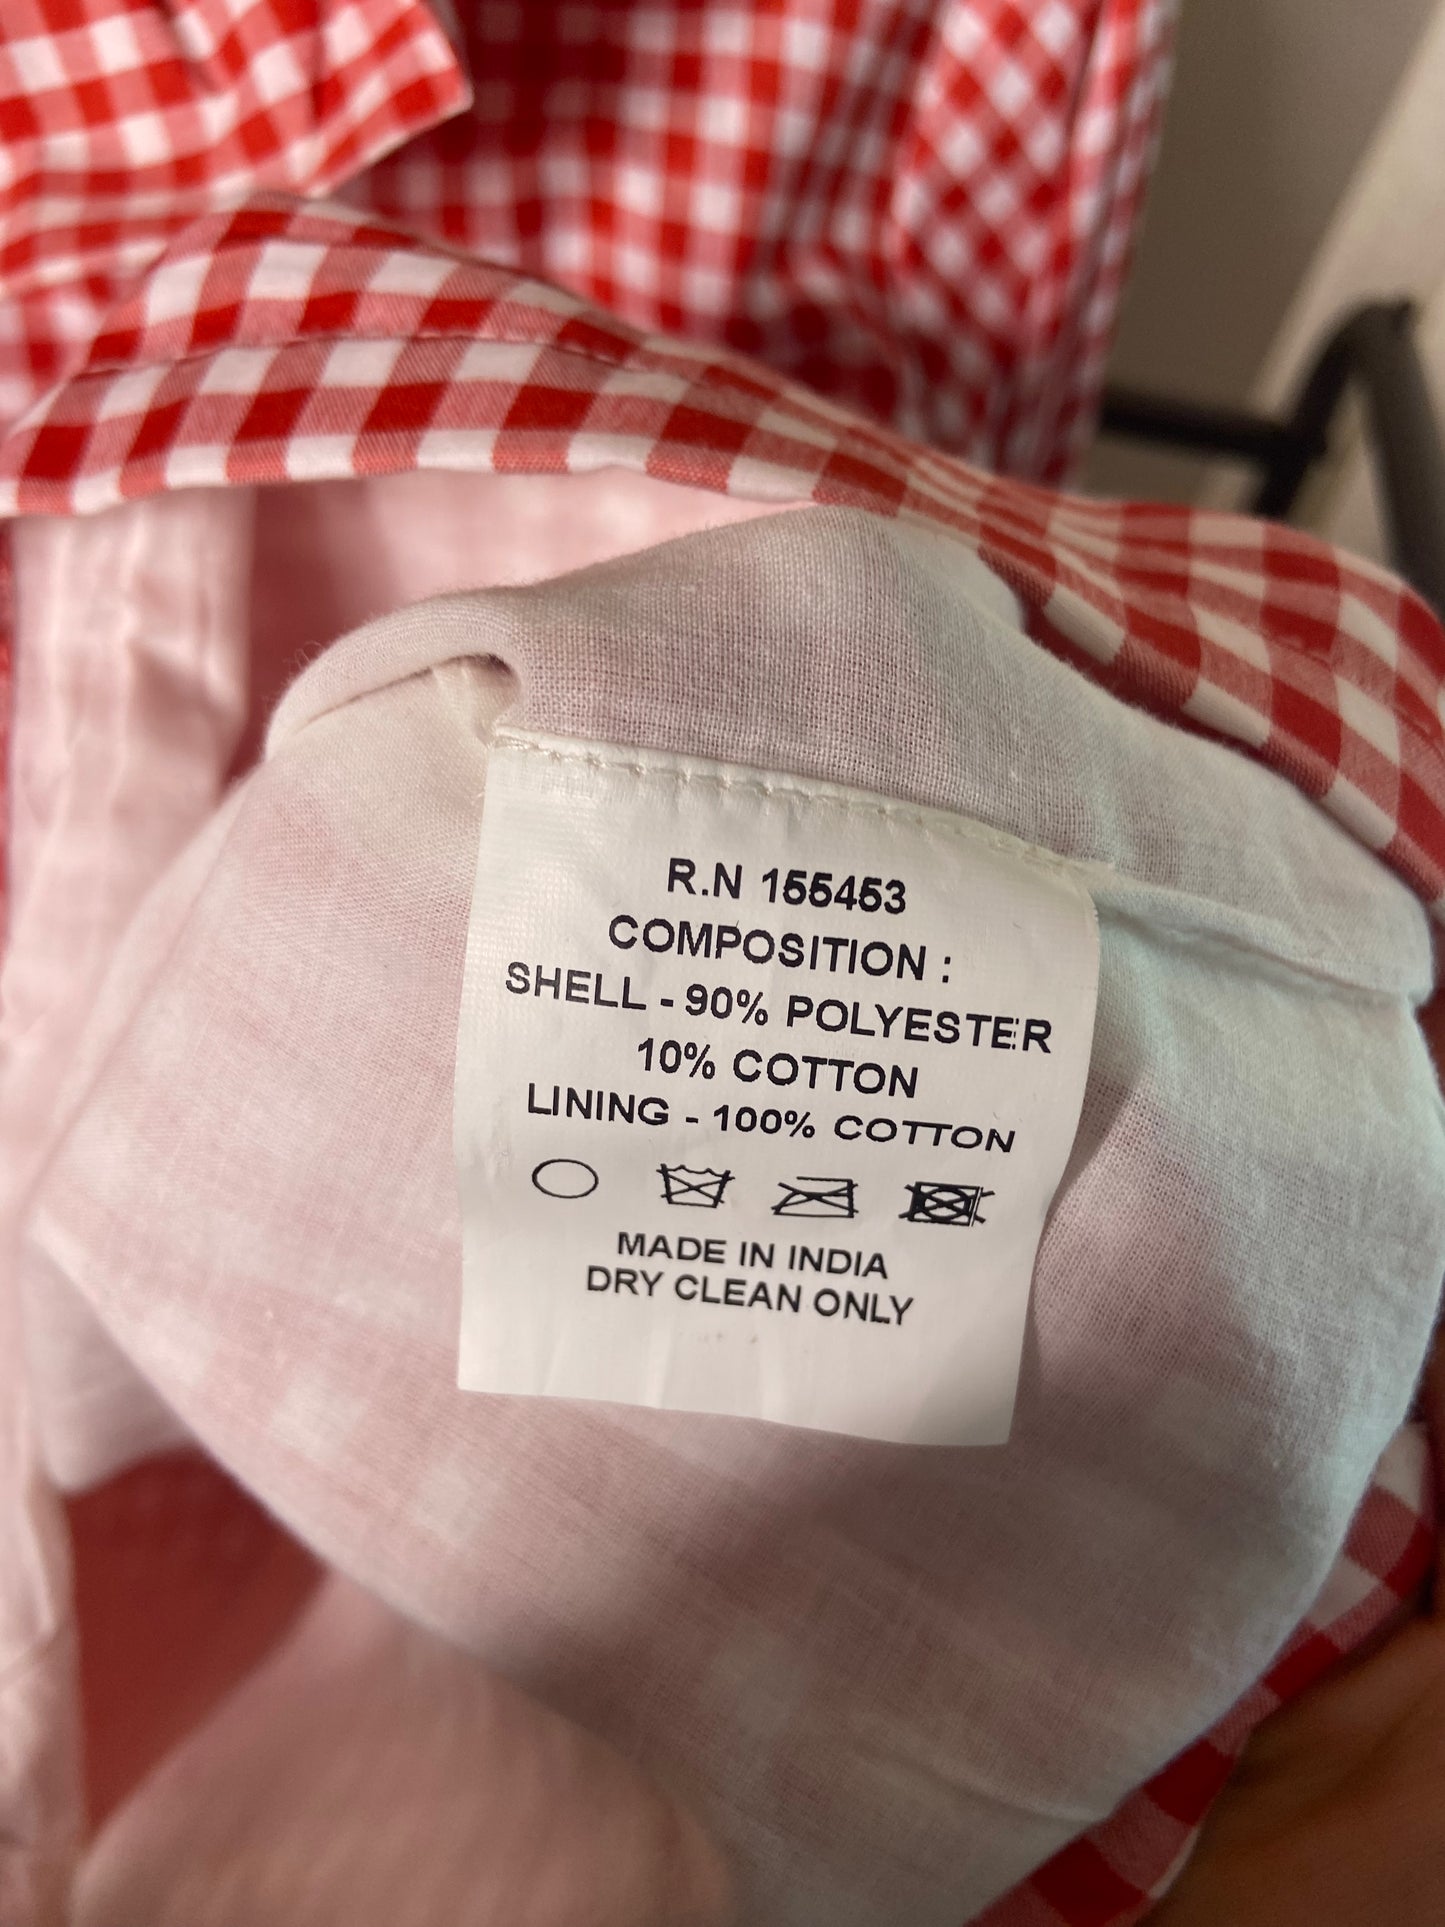 R.N 155453
COMPOSITION :
SHELL - 90% POLYESTER
10% COTTON
LINING - 100% COTTON
MADE IN INDIA
DRY CLEAN ONLY